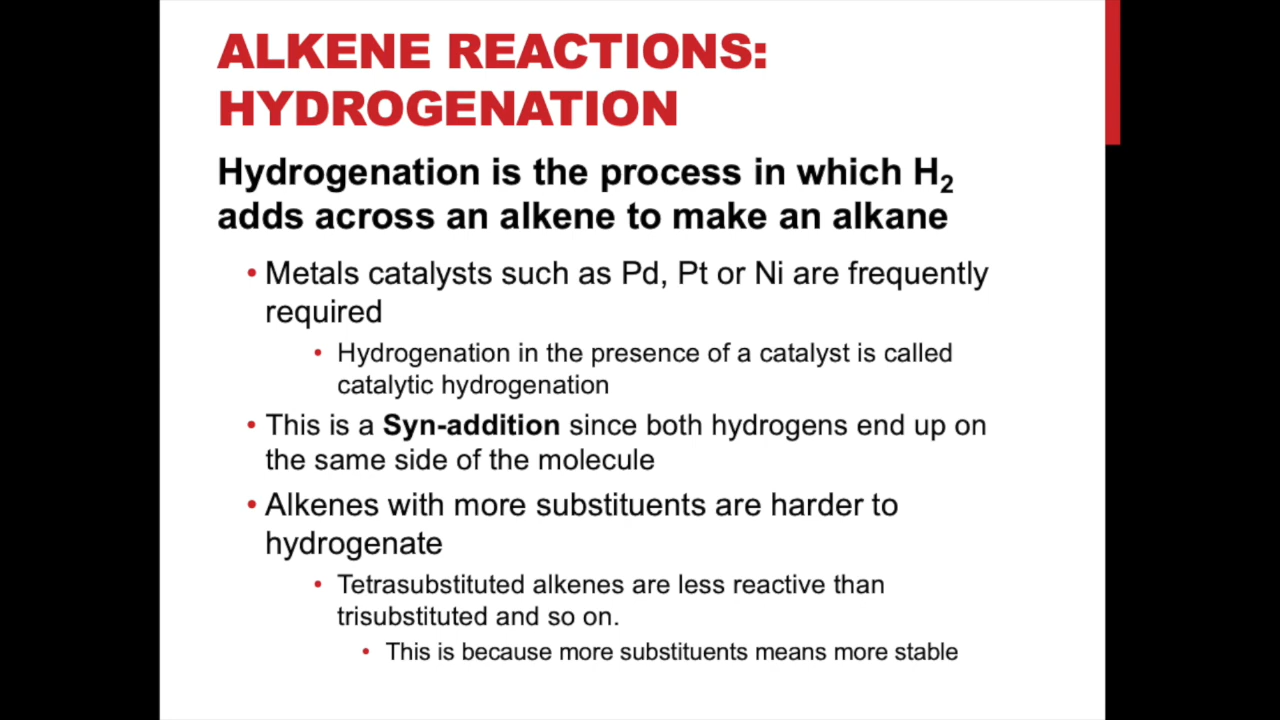 ALKENE REACTIONS:
HYDROGENATION
Hydrogenation is the process in which H₂
adds across an alkene to make an alkane
• Metals catalysts such as Pd, Pt or Ni are frequently
required
• Hydrogenation in the presence of a catalyst is called
catalytic hydrogenation
• This is a Syn-addition since both hydrogens end up on
the same side of the molecule
• Alkenes with more substituents are harder to
hydrogenate
• Tetrasubstituted alkenes are less reactive than
trisubstituted and so on.
• This is because more substituents means more stable